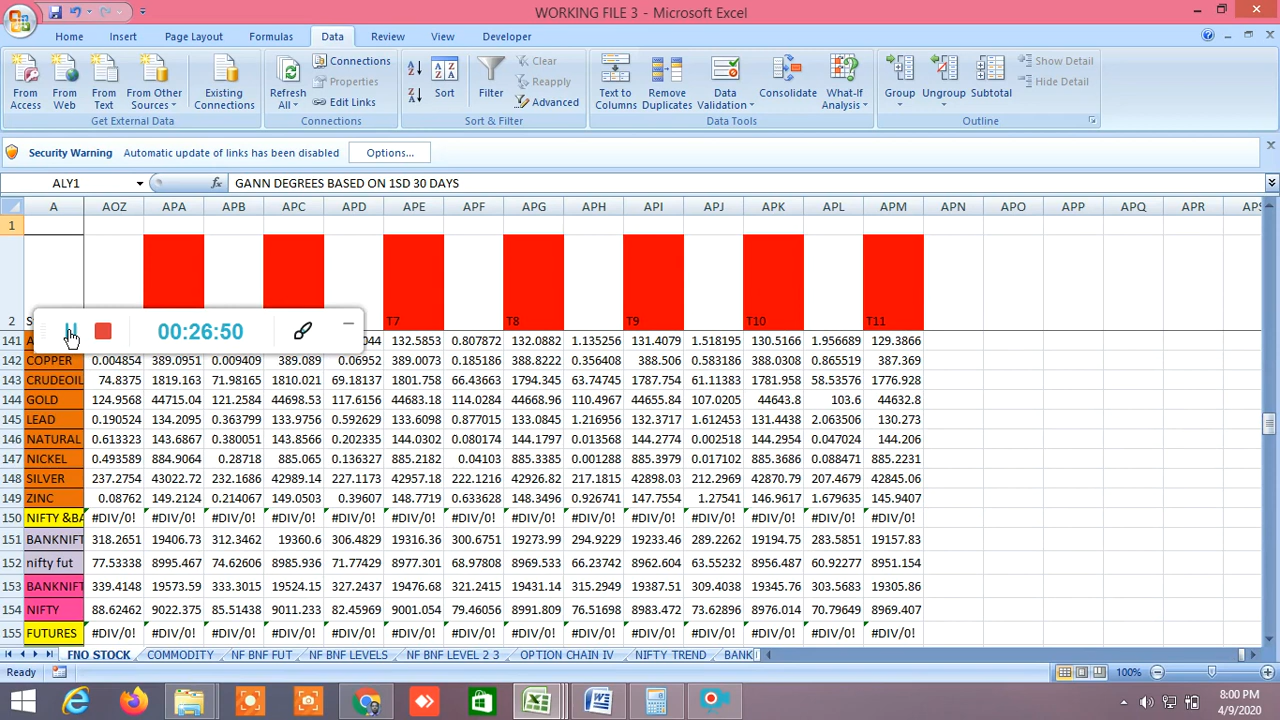 WORKING FILE 3 - Microsoft Excel
Home Insert Page Layout Formulas Data Review View Developer
From Access
From Web
From Text
From Other Sources
Existing Connections
Get External Data
Refresh All
Connections
Properties
Edit Links
Connections
Sort
Filter
Clear
Reapply
Advanced
Sort & Filter
Text to Columns
Remove Duplicates
Data Validation
Consolidate
What-If Analysis
Data Tools
Group
Ungroup
Subtotal
Show Detail
Hide Detail
Outline
Security Warning Automatic update of links has been disabled Options...
ALY1 fx GANN DEGREES BASED ON 1SD 30 DAYS
A AOZ APA APB APC APD APE APF APG APH API APJ APK APL APM APN APO APP APQ APR APS
1
2 S T7 T8 T9 T10 T11
00:26:50
141 A 044 132.5853 0.807872 132.0882 1.135256 131.4079 1.518195 130.5166 1.956689 129.3866
142 COPPER 0.004854 389.0951 0.009409 389.089 0.06952 389.0073 0.185186 388.8222 0.356408 388.506 0.583185 388.0308 0.865519 387.369
143 CRUDEOIL 74.8375 1819.163 71.98165 1810.021 69.18137 1801.758 66.43663 1794.345 63.74745 1787.754 61.11383 1781.958 58.53576 1776.928
144 GOLD 124.9568 44715.04 121.2584 44698.53 117.6156 44683.18 114.0284 44668.96 110.4967 44655.84 107.0205 44643.8 103.6 44632.8
145 LEAD 0.190524 134.2095 0.363799 133.9756 0.592629 133.6098 0.877015 133.0845 1.216956 132.3717 1.612453 131.4438 2.063506 130.273
146 NATURAL 0.613323 143.6867 0.380051 143.8566 0.202335 144.0302 0.080174 144.1797 0.013568 144.2774 0.002518 144.2954 0.047024 144.206
147 NICKEL 0.493589 884.9064 0.28718 885.065 0.136327 885.2182 0.04103 885.3385 0.001288 885.3979 0.017102 885.3686 0.088471 885.2231
148 SILVER 237.2754 43022.72 232.1686 42989.14 227.1173 42957.18 222.1216 42926.82 217.1815 42898.03 212.2969 42870.79 207.4679 42845.06
149 ZINC 0.08762 149.2124 0.214067 149.0503 0.39607 148.7719 0.633628 148.3496 0.926741 147.7554 1.27541 146.9617 1.679635 145.9407
150 NIFTY &BA #DIV/0! #DIV/0! #DIV/0! #DIV/0! #DIV/0! #DIV/0! #DIV/0! #DIV/0! #DIV/0! #DIV/0! #DIV/0! #DIV/0! #DIV/0! #DIV/0!
151 BANKNIFT 318.2651 19406.73 312.3462 19360.6 306.4829 19316.36 300.6751 19273.99 294.9229 19233.46 289.2262 19194.75 283.5851 19157.83
152 nifty fut 77.53338 8995.467 74.62606 8985.936 71.77429 8977.301 68.97808 8969.533 66.23742 8962.604 63.55232 8956.487 60.92277 8951.154
153 BANKNIFT 339.4148 19573.59 333.3015 19524.15 327.2437 19476.68 321.2415 19431.14 315.2949 19387.51 309.4038 19345.76 303.5683 19305.86
154 NIFTY 88.62462 9022.375 85.51438 9011.233 82.45969 9001.054 79.46056 8991.809 76.51698 8983.472 73.62896 8976.014 70.79649 8969.407
155 FUTURES #DIV/0! #DIV/0! #DIV/0! #DIV/0! #DIV/0! #DIV/0! #DIV/0! #DIV/0! #DIV/0! #DIV/0! #DIV/0! #DIV/0! #DIV/0! #DIV/0!
FNO STOCK COMMODITY NF BNF FUT NF BNF LEVELS NF BNF LEVEL 2 3 OPTION CHAIN IV NIFTY TREND BANK
Ready 100%
8:00 PM
4/9/2020